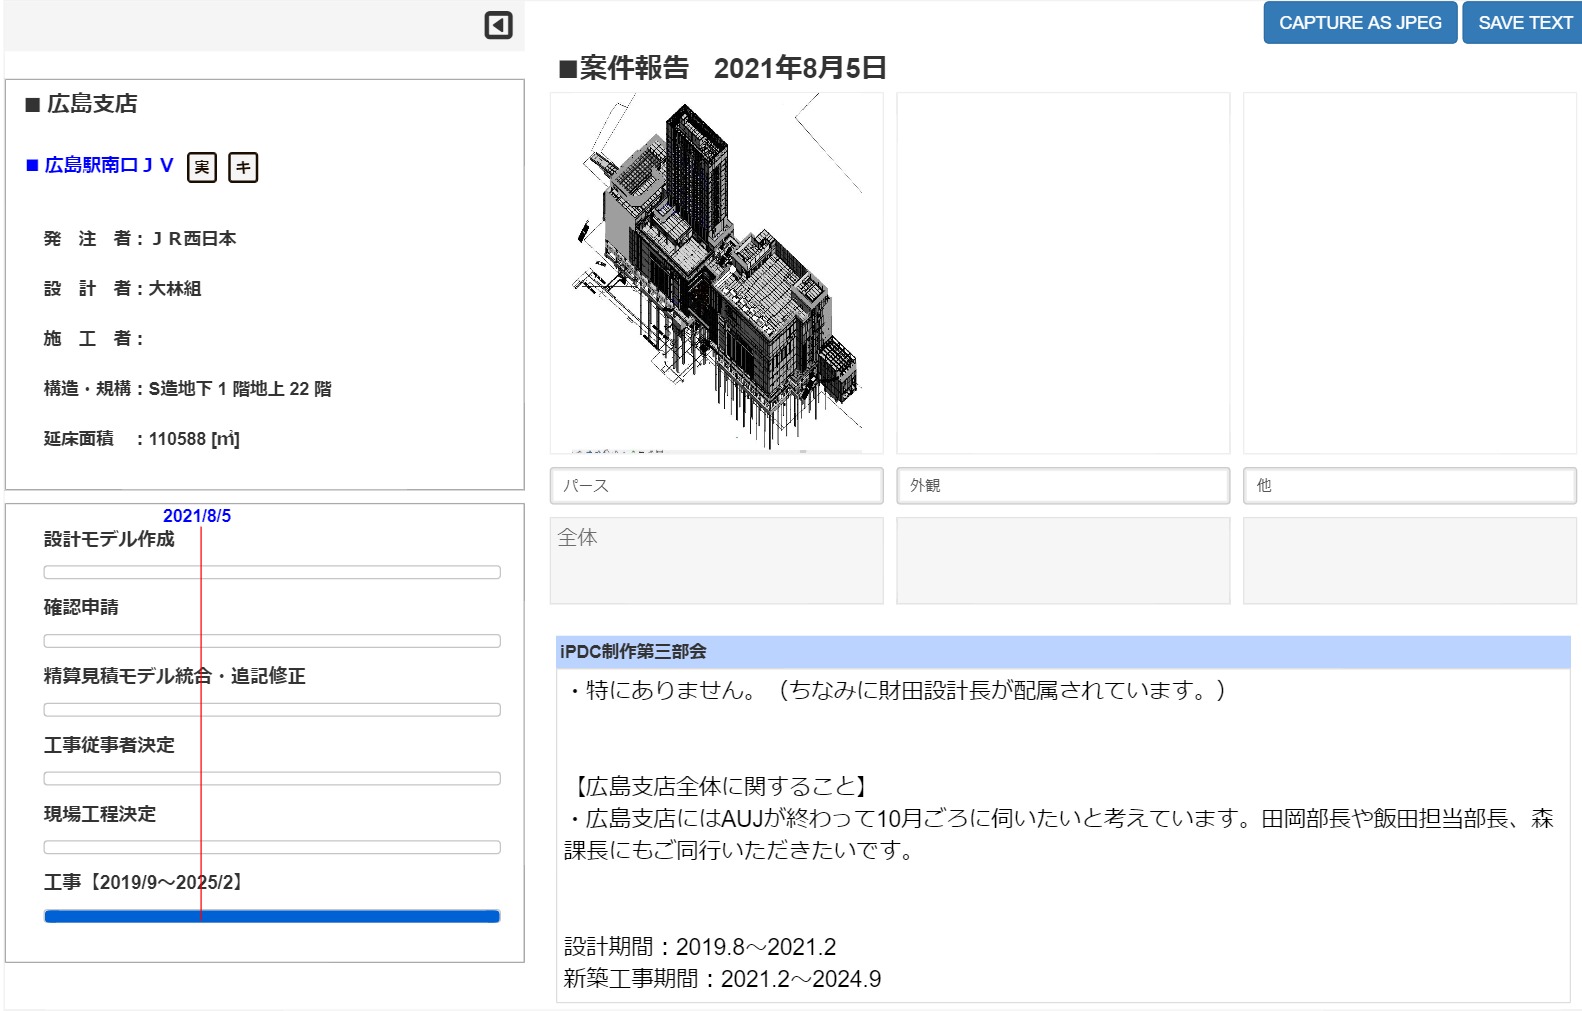 CAPTURE AS JPEG
SAVE TEXT
■案件報告 2021年8月5日
■ 広島支店
■ 広島駅南口ＪＶ 実 キ
発　注　者：ＪＲ西日本
設　計　者：大林組
施　工　者：
構造・規構：S造地下 1 階地上 22 階
延床面積　：110588 [㎡]
パース
外観
他
全体
2021/8/5
設計モデル作成
確認申請
精算見積モデル統合・追記修正
工事従事者決定
現場工程決定
工事【2019/9～2025/2】
iPDC制作第三部会
・特にありません。（ちなみに財田設計長が配属されています。）
【広島支店全体に関すること】
・広島支店にはAUJが終わって10月ごろに伺いたいと考えています。田岡部長や飯田担当部長、森
課長にもご同行いただきたいです。
設計期間：2019.8～2021.2
新築工事期間：2021.2～2024.9